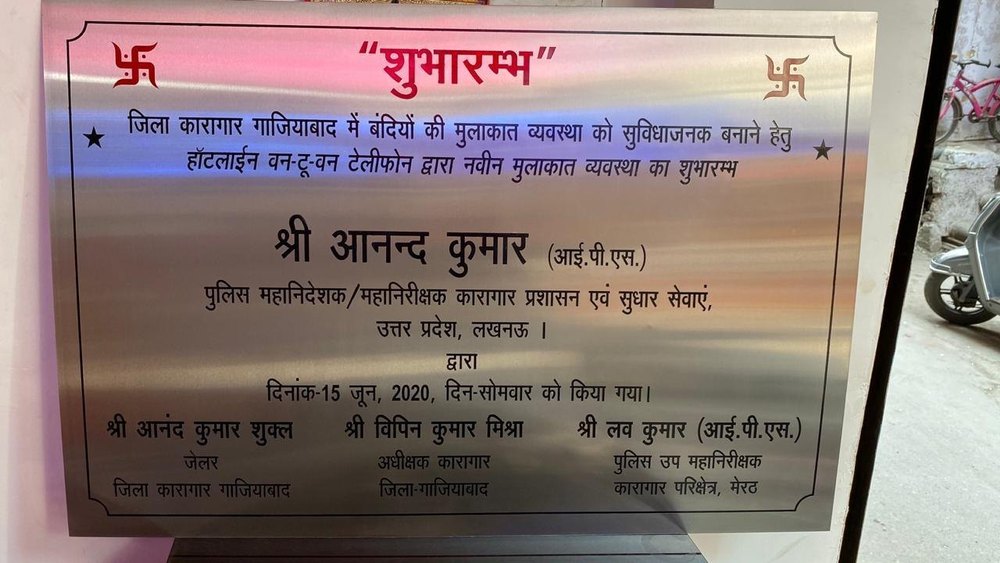 “शुभारम्भ”
जिला कारागार गाजियाबाद में बंदियों की मुलाकात व्यवस्था को सुविधाजनक बनाने हेतु
हॉटलाईन वन-टू-वन टेलीफोन द्वारा नवीन मुलाकात व्यवस्था का शुभारम्भ
श्री आनन्द कुमार (आई.पी.एस.)
पुलिस महानिदेशक/महानिरीक्षक कारागार प्रशासन एवं सुधार सेवाएं,
उत्तर प्रदेश, लखनऊ ।
द्वारा
दिनांक-15 जून, 2020, दिन-सोमवार को किया गया।
श्री आनंद कुमार शुक्ल श्री विपिन कुमार मिश्रा श्री लव कुमार (आई.पी.एस.)
जेलर अधीक्षक कारागार पुलिस उप महानिरीक्षक
जिला कारागार गाजियाबाद जिला-गाजियाबाद कारागार परिक्षेत्र, मेरठ